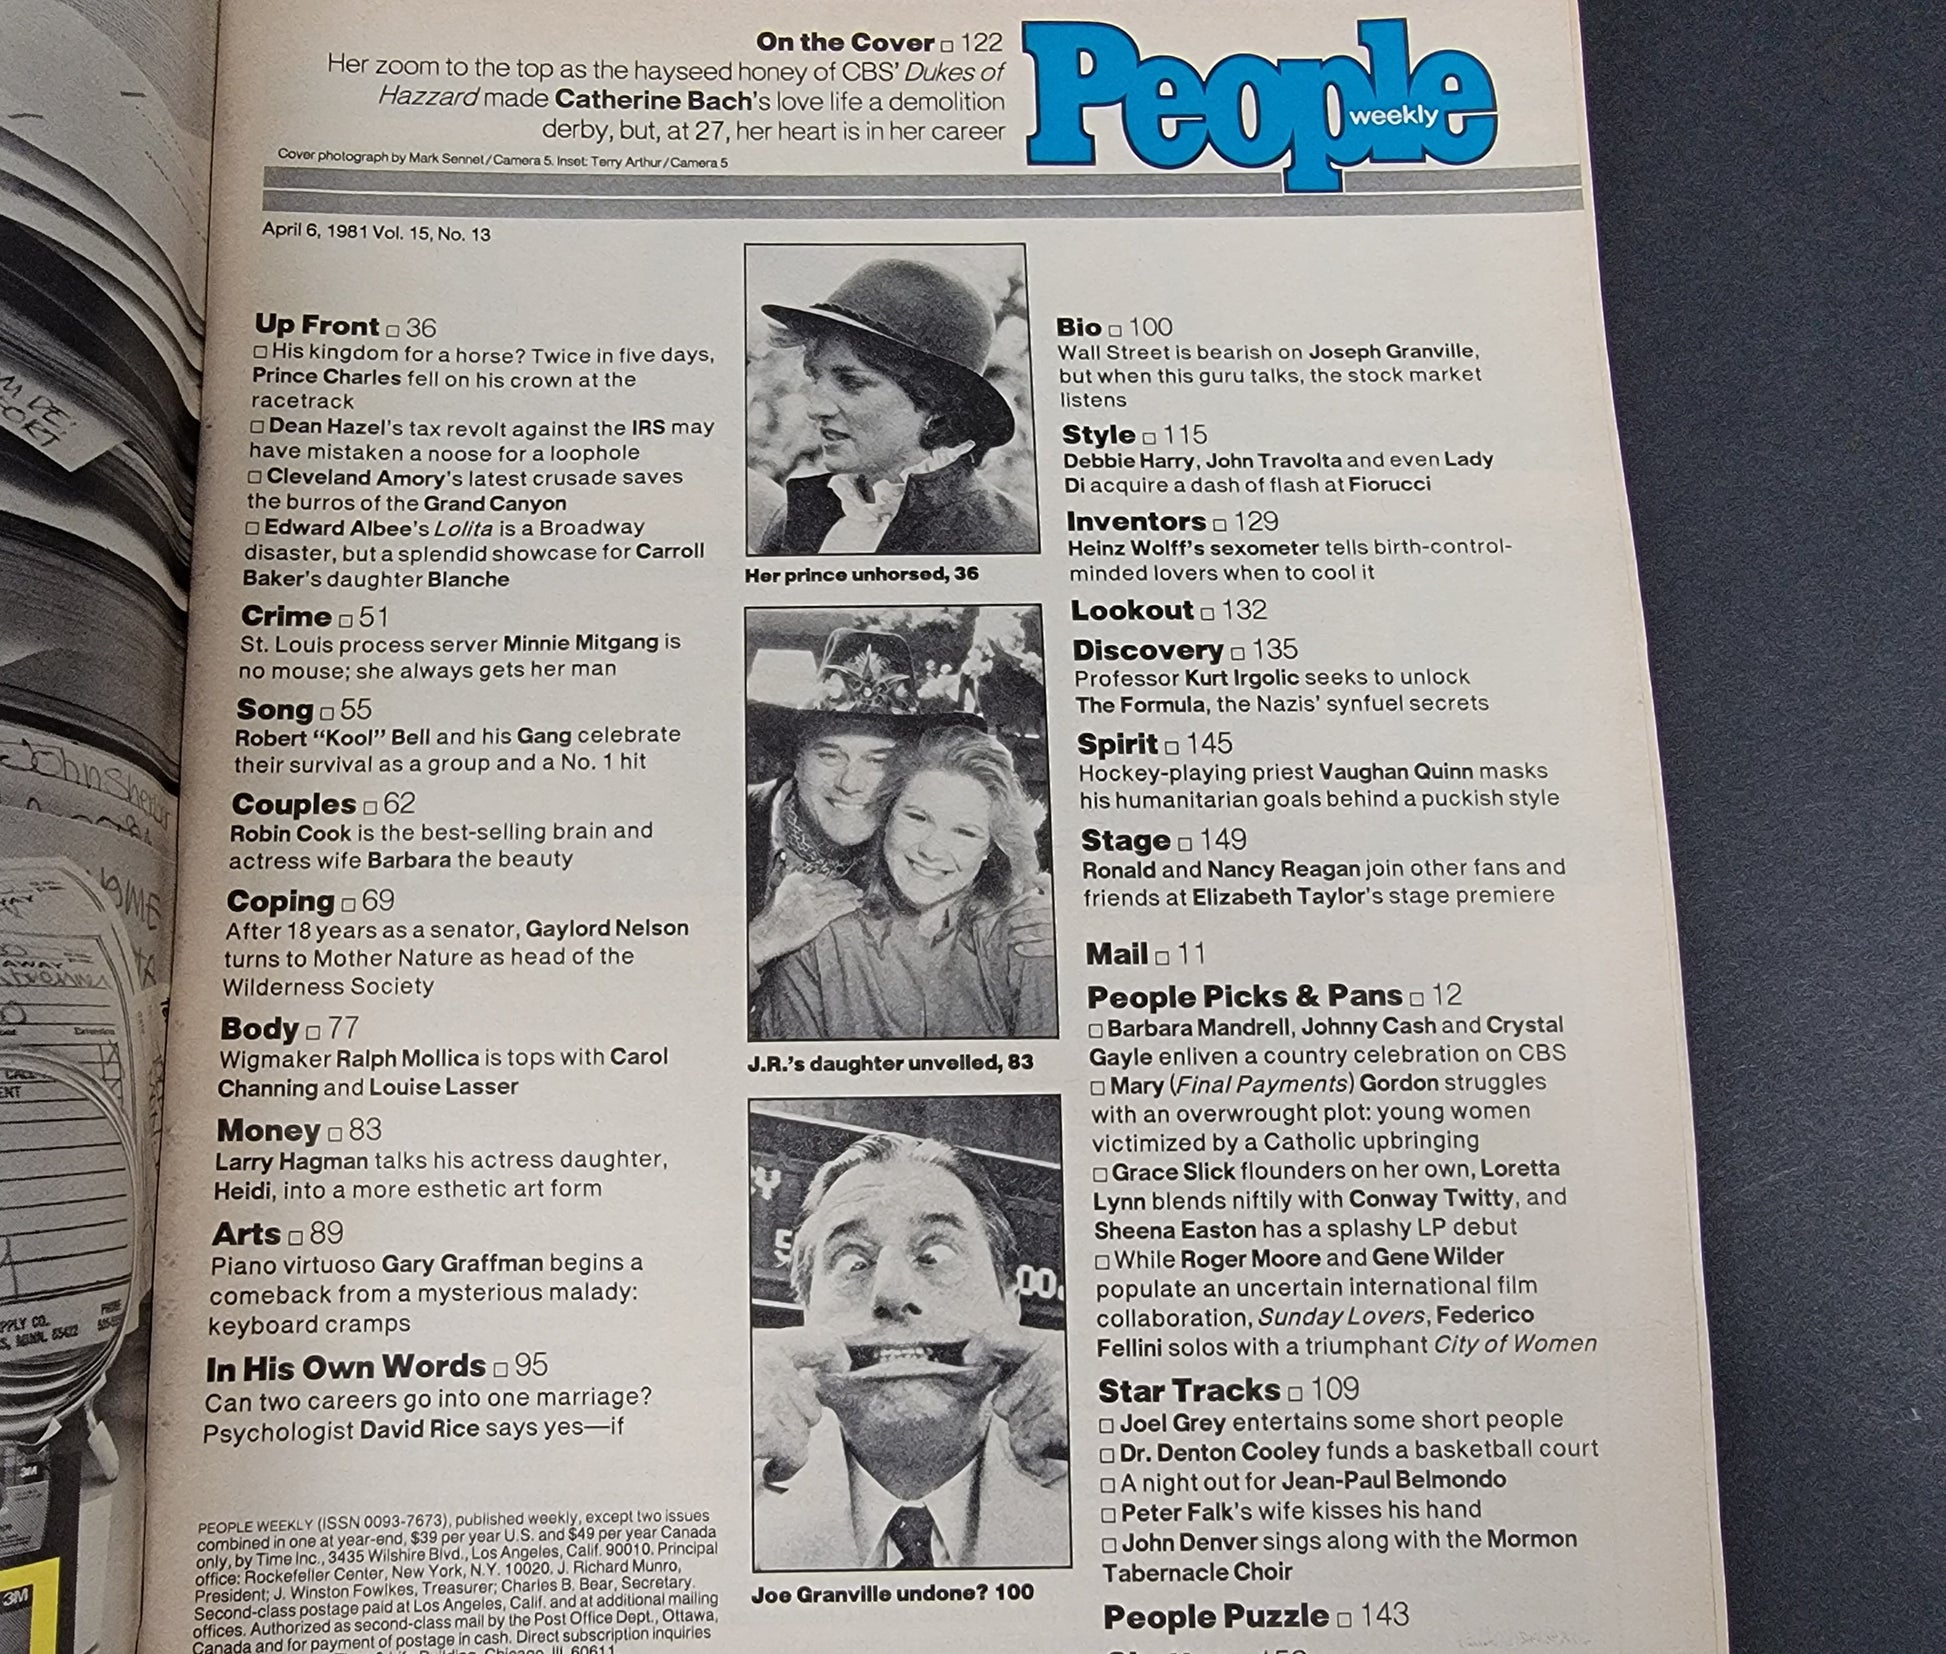 On the Cover □ 122
Her zoom to the top as the hayseed honey of CBS' Dukes of
Hazzard made Catherine Bach's love life a demolition
derby, but, at 27, her heart is in her career
Cover photograph by Mark Sennet/Camera 5. Inset: Terry Arthur/Camera 5
People
weekly
April 6, 1981 Vol. 15, No. 13
Up Front □ 36
□ His kingdom for a horse? Twice in five days,
Prince Charles fell on his crown at the
racetrack
□ Dean Hazel's tax revolt against the IRS may
have mistaken a noose for a loophole
□ Cleveland Amory's latest crusade saves
the burros of the Grand Canyon
□ Edward Albee's Lolita is a Broadway
disaster, but a splendid showcase for Carroll
Baker's daughter Blanche
Crime □ 51
St. Louis process server Minnie Mitgang is
no mouse; she always gets her man
Song □ 55
Robert “Kool” Bell and his Gang celebrate
their survival as a group and a No. 1 hit
Couples □ 62
Robin Cook is the best-selling brain and
actress wife Barbara the beauty
Coping □ 69
After 18 years as a senator, Gaylord Nelson
turns to Mother Nature as head of the
Wilderness Society
Body □ 77
Wigmaker Ralph Mollica is tops with Carol
Channing and Louise Lasser
Money □ 83
Larry Hagman talks his actress daughter,
Heidi, into a more esthetic art form
Arts □ 89
Piano virtuoso Gary Graffman begins a
comeback from a mysterious malady:
keyboard cramps
In His Own Words □ 95
Can two careers go into one marriage?
Psychologist David Rice says yes—if
PEOPLE WEEKLY (ISSN 0093-7673), published weekly, except two issues
combined in one at year-end, $39 per year U.S. and $49 per year Canada
only, by Time Inc., 3435 Wilshire Blvd., Los Angeles, Calif. 90010. Principal
office: Rockefeller Center, New York, N.Y. 10020. J. Richard Munro,
President; J. Winston Fowlkes, Treasurer; Charles B. Bear, Secretary.
Second-class postage paid at Los Angeles, Calif. and at additional mailing
offices. Authorized as second-class mail by the Post Office Dept., Ottawa,
Canada and for payment of postage in cash. Direct subscription inquiries
Building, Chicago, Ill. 60611
Her prince unhorsed, 36
J.R.'s daughter unveiled, 83
Joe Granville undone? 100
Bio □ 100
Wall Street is bearish on Joseph Granville,
but when this guru talks, the stock market
listens
Style □ 115
Debbie Harry, John Travolta and even Lady
Di acquire a dash of flash at Fiorucci
Inventors □ 129
Heinz Wolff's sexometer tells birth-control-
minded lovers when to cool it
Lookout □ 132
Discovery □ 135
Professor Kurt Irgolic seeks to unlock
The Formula, the Nazis' synfuel secrets
Spirit □ 145
Hockey-playing priest Vaughan Quinn masks
his humanitarian goals behind a puckish style
Stage □ 149
Ronald and Nancy Reagan join other fans and
friends at Elizabeth Taylor's stage premiere
Mail □ 11
People Picks & Pans □ 12
□ Barbara Mandrell, Johnny Cash and Crystal
Gayle enliven a country celebration on CBS
□ Mary (Final Payments) Gordon struggles
with an overwrought plot: young women
victimized by a Catholic upbringing
□ Grace Slick flounders on her own, Loretta
Lynn blends niftily with Conway Twitty, and
Sheena Easton has a splashy LP debut
□ While Roger Moore and Gene Wilder
populate an uncertain international film
collaboration, Sunday Lovers, Federico
Fellini solos with a triumphant City of Women
Star Tracks □ 109
□ Joel Grey entertains some short people
□ Dr. Denton Cooley funds a basketball court
□ A night out for Jean-Paul Belmondo
□ Peter Falk's wife kisses his hand
□ John Denver sings along with the Mormon
Tabernacle Choir
People Puzzle □ 143
3M
3M